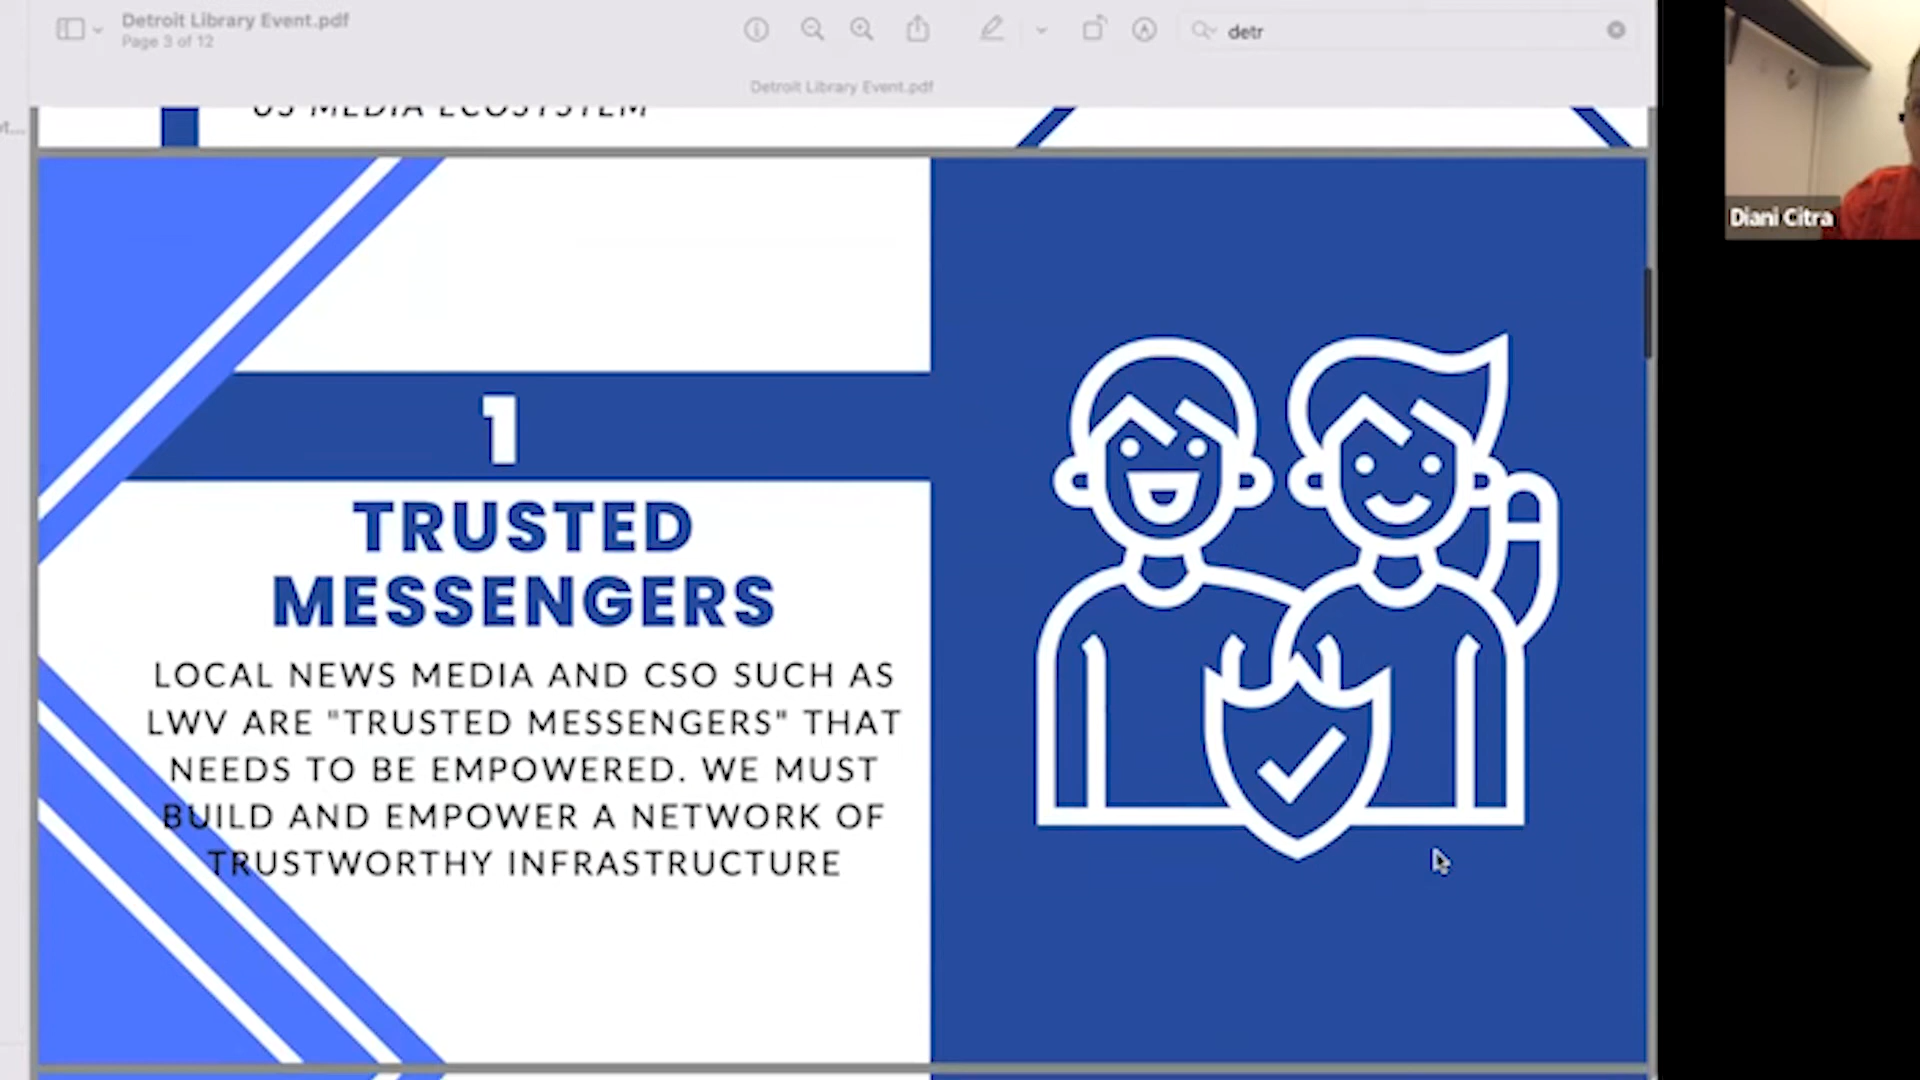 Detroit Library Event.pdf
Page 3 of 12
detr
Detroit Library Event.pdf
US MEDIA ECOSYSTEM
1
TRUSTED
MESSENGERS
LOCAL NEWS MEDIA AND CSO SUCH AS
LWV ARE "TRUSTED MESSENGERS" THAT
NEEDS TO BE EMPOWERED. WE MUST
BUILD AND EMPOWER A NETWORK OF
TRUSTWORTHY INFRASTRUCTURE
Diani Citra